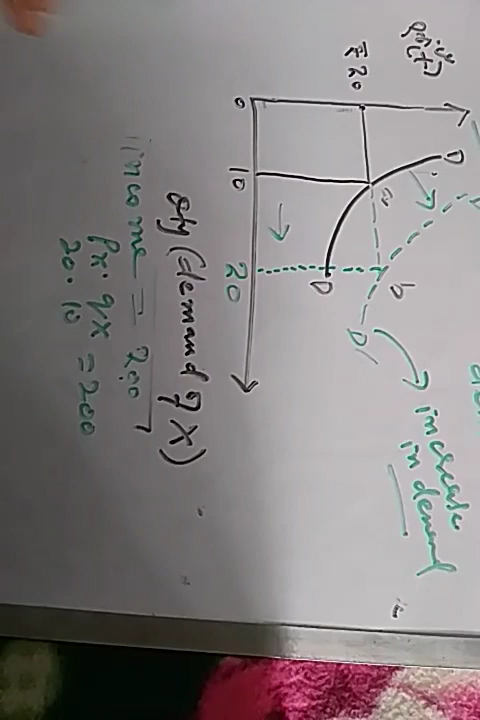 price
(₹)
₹20
D
D'
a
b
D
D'
increase
in demand
0
10
20
Qty (demand of X)
income = 200
Px . qx = 200
20 . 10